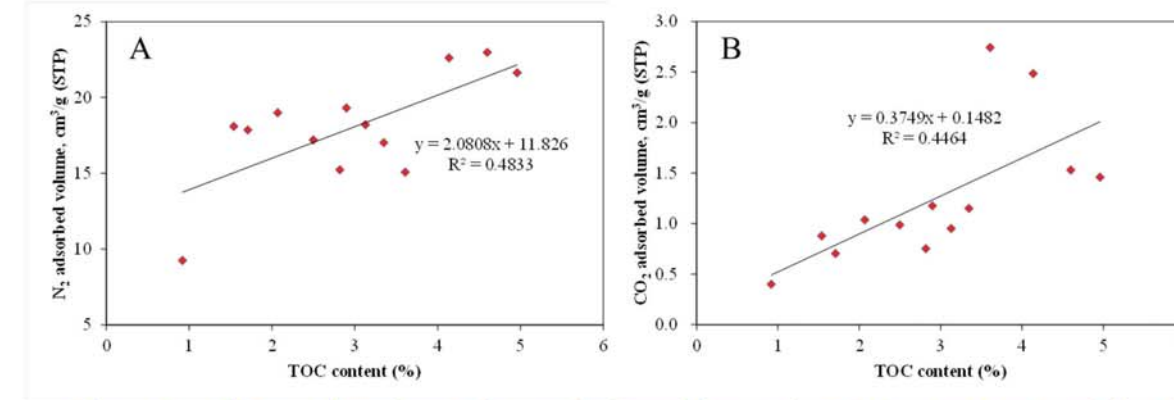 A
25
20
15
10
5
0
1
2
3
4
5
6
N₂ adsorbed volume, cm³/g (STP)
TOC content (%)
y = 2.0808x + 11.826
R² = 0.4833
B
3.0
2.5
2.0
1.5
1.0
0.5
0.0
0
1
2
3
4
5
CO₂ adsorbed volume, cm³/g (STP)
TOC content (%)
y = 0.3749x + 0.1482
R² = 0.4464